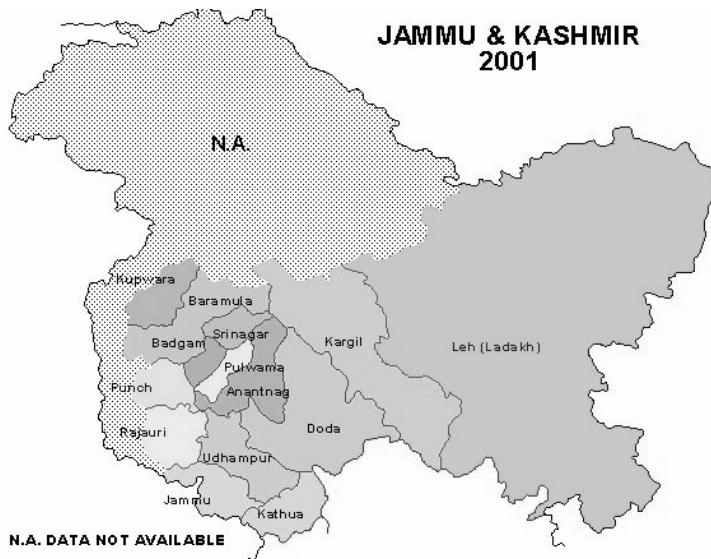 JAMMU & KASHMIR
2001
N.A.
Kupwara
Baramula
Srinagar
Badgam
Kargil
Leh (Ladakh)
Pulwama
Punch
Anantnag
Rajauri
Doda
Udhampur
Jammu
Kathua
N.A. DATA NOT AVAILABLE